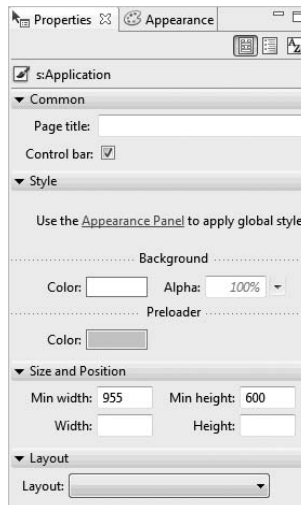 Properties Appearance
s:Application
Common
Page title:
Control bar:
Style
Use the Appearance Panel to apply global style
Background
Color: Alpha: 100%
Preloader
Color:
Size and Position
Min width: 955 Min height: 600
Width: Height:
Layout
Layout: